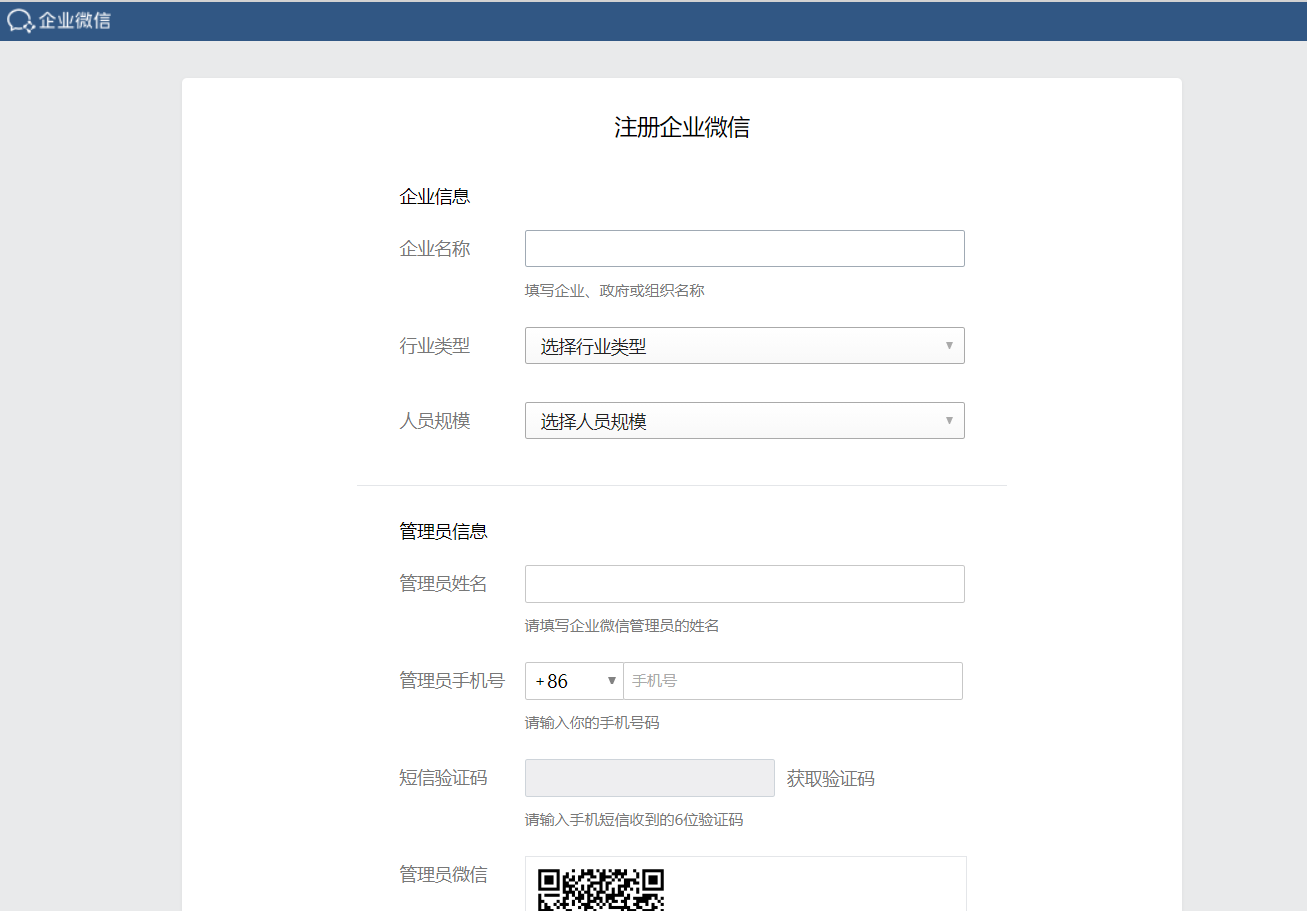 企业微信
注册企业微信
企业信息
企业名称
填写企业、政府或组织名称
行业类型 选择行业类型
人员规模 选择人员规模
管理员信息
管理员姓名
请填写企业微信管理员的姓名
管理员手机号 +86 手机号
请输入你的手机号码
短信验证码 获取验证码
请输入手机短信收到的6位验证码
管理员微信